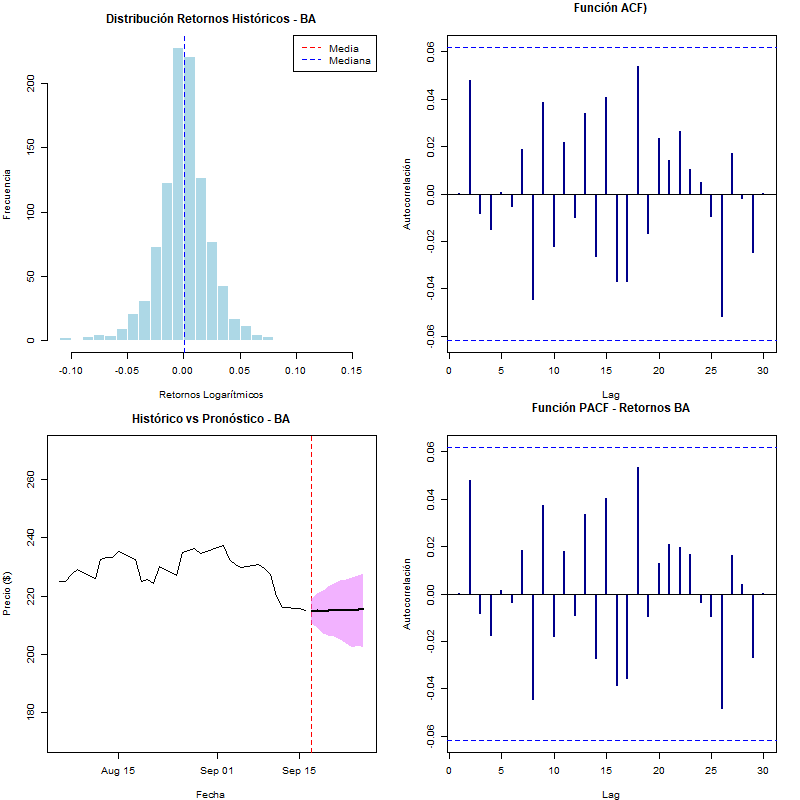 Distribución Retornos Históricos - BA
Media
Mediana
Frecuencia
0
50
100
150
200
-0.10
-0.05
0.00
0.05
0.10
0.15
Retornos Logarítmicos
Función ACF)
Autocorrelación
-0.06
-0.04
-0.02
0.00
0.02
0.04
0.06
0
5
10
15
20
25
30
Lag
Histórico vs Pronóstico - BA
Precio ($)
180
200
220
240
260
Aug 15
Sep 01
Sep 15
Fecha
Función PACF - Retornos BA
Autocorrelación
-0.06
-0.04
-0.02
0.00
0.02
0.04
0.06
0
5
10
15
20
25
30
Lag